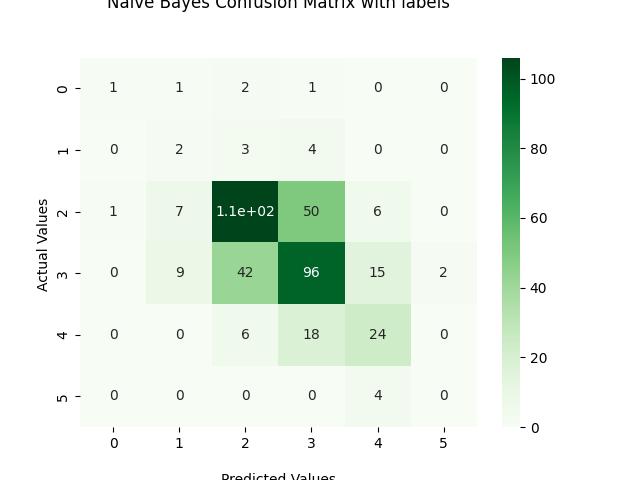 Naive Bayes Confusion Matrix with labels
0 1 1 2 1 0 0
1 0 2 3 4 0 0
2 1 7 1.1e+02 50 6 0
3 0 9 42 96 15 2
4 0 0 6 18 24 0
5 0 0 0 0 4 0
0 1 2 3 4 5
Actual Values
Predicted Values
100
80
60
40
20
0